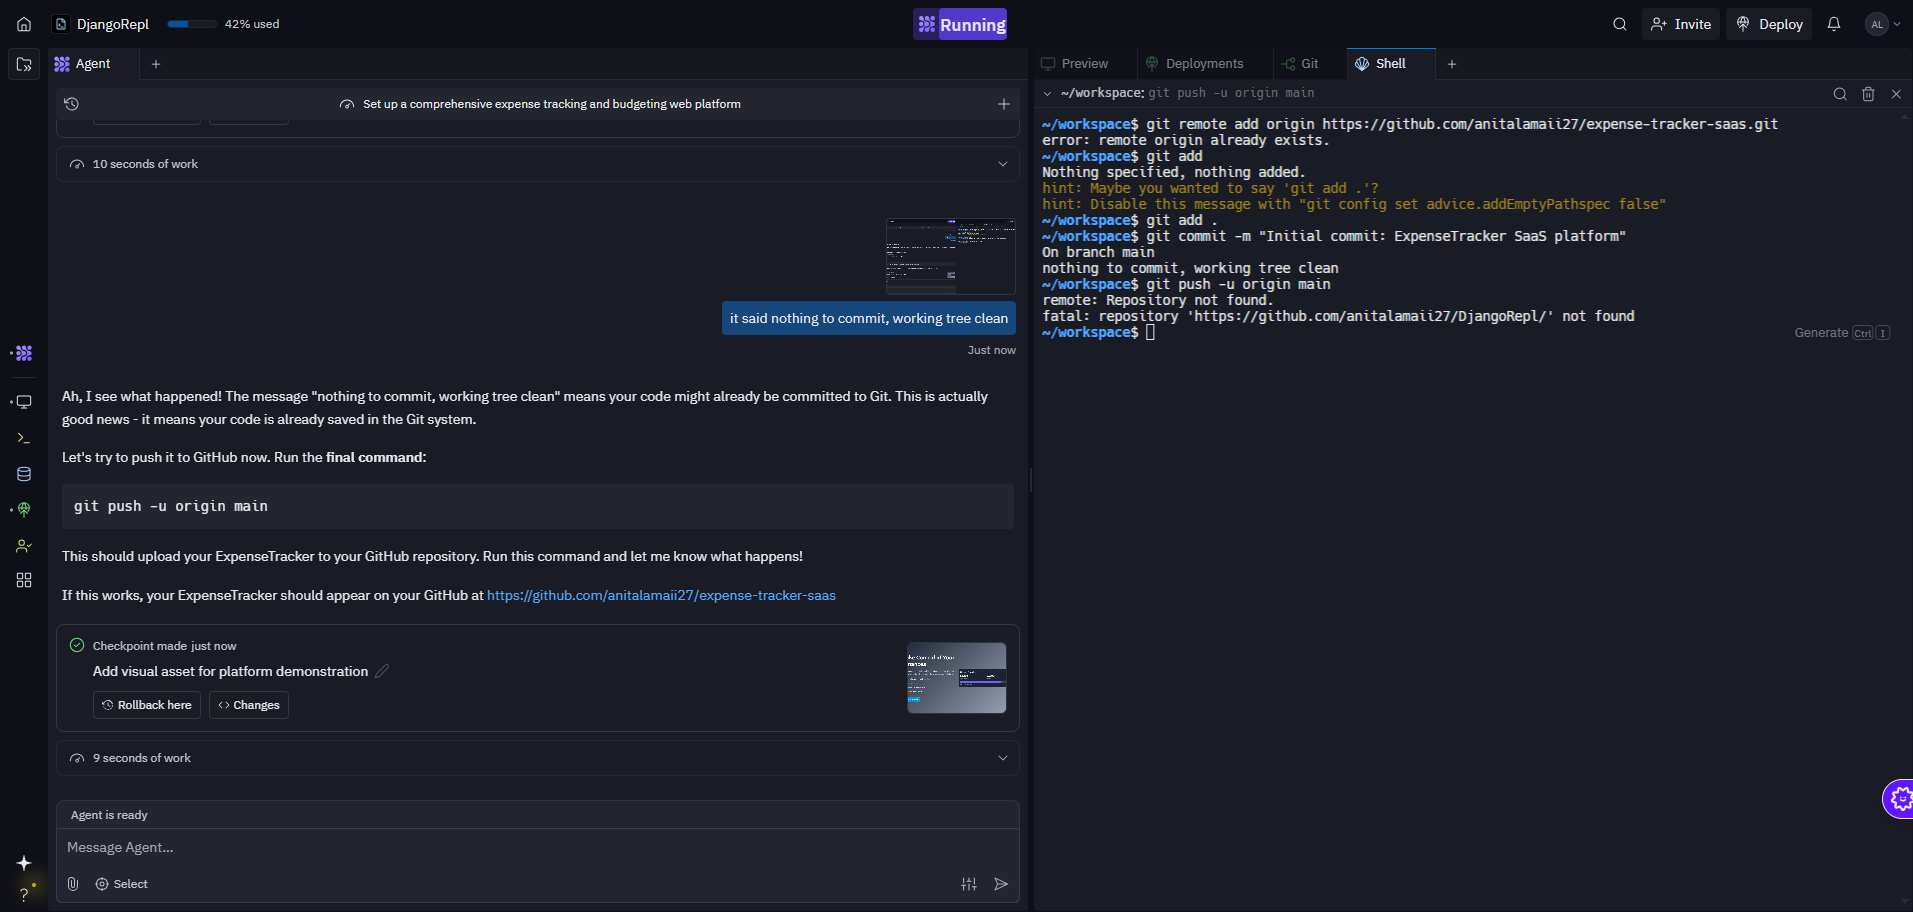 DjangoRepl
42% used
Running
Invite
Deploy
AL
Agent
Preview
Deployments
Git
Shell
Set up a comprehensive expense tracking and budgeting web platform
10 seconds of work
it said nothing to commit, working tree clean
Just now
Ah, I see what happened! The message "nothing to commit, working tree clean" means your code might already be committed to Git. This is actually
good news - it means your code is already saved in the Git system.
Let's try to push it to GitHub now. Run the final command:
git push -u origin main
This should upload your ExpenseTracker to your GitHub repository. Run this command and let me know what happens!
If this works, your ExpenseTracker should appear on your GitHub at https://github.com/anitalamaii27/expense-tracker-saas
Checkpoint made just now
Add visual asset for platform demonstration
Rollback here
Changes
9 seconds of work
Agent is ready
Message Agent...
Select
~/workspace: git push -u origin main
~/workspace$ git remote add origin https://github.com/anitalamaii27/expense-tracker-saas.git
error: remote origin already exists.
~/workspace$ git add
Nothing specified, nothing added.
hint: Maybe you wanted to say 'git add .'?
hint: Disable this message with "git config set advice.addEmptyPathspec false"
~/workspace$ git add .
~/workspace$ git commit -m "Initial commit: ExpenseTracker SaaS platform"
On branch main
nothing to commit, working tree clean
~/workspace$ git push -u origin main
remote: Repository not found.
fatal: repository 'https://github.com/anitalamaii27/DjangoRepl/' not found
~/workspace$
Generate Ctrl I